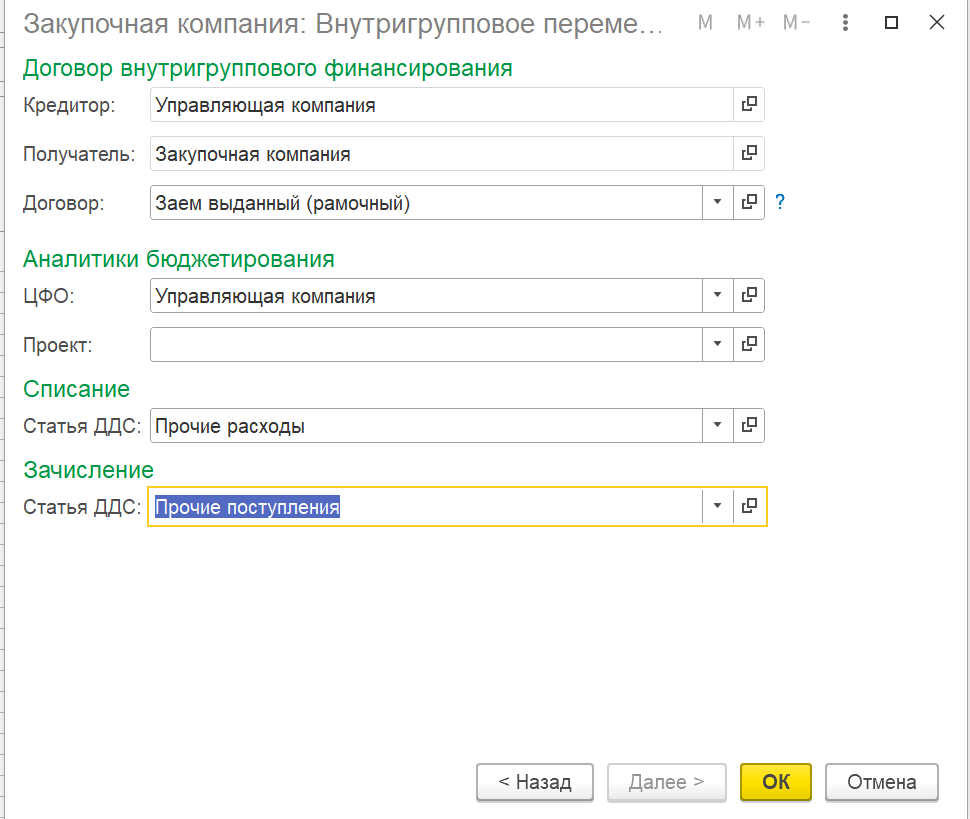 Закупочная компания: Внутригрупповое переме... M M+ M-
Договор внутригруппового финансирования
Кредитор: Управляющая компания
Получатель: Закупочная компания
Договор: Заем выданный (рамочный) ?
Аналитики бюджетирования
ЦФО: Управляющая компания
Проект:
Списание
Статья ДДС: Прочие расходы
Зачисление
Статья ДДС: Прочие поступления
< Назад Далее > ОК Отмена